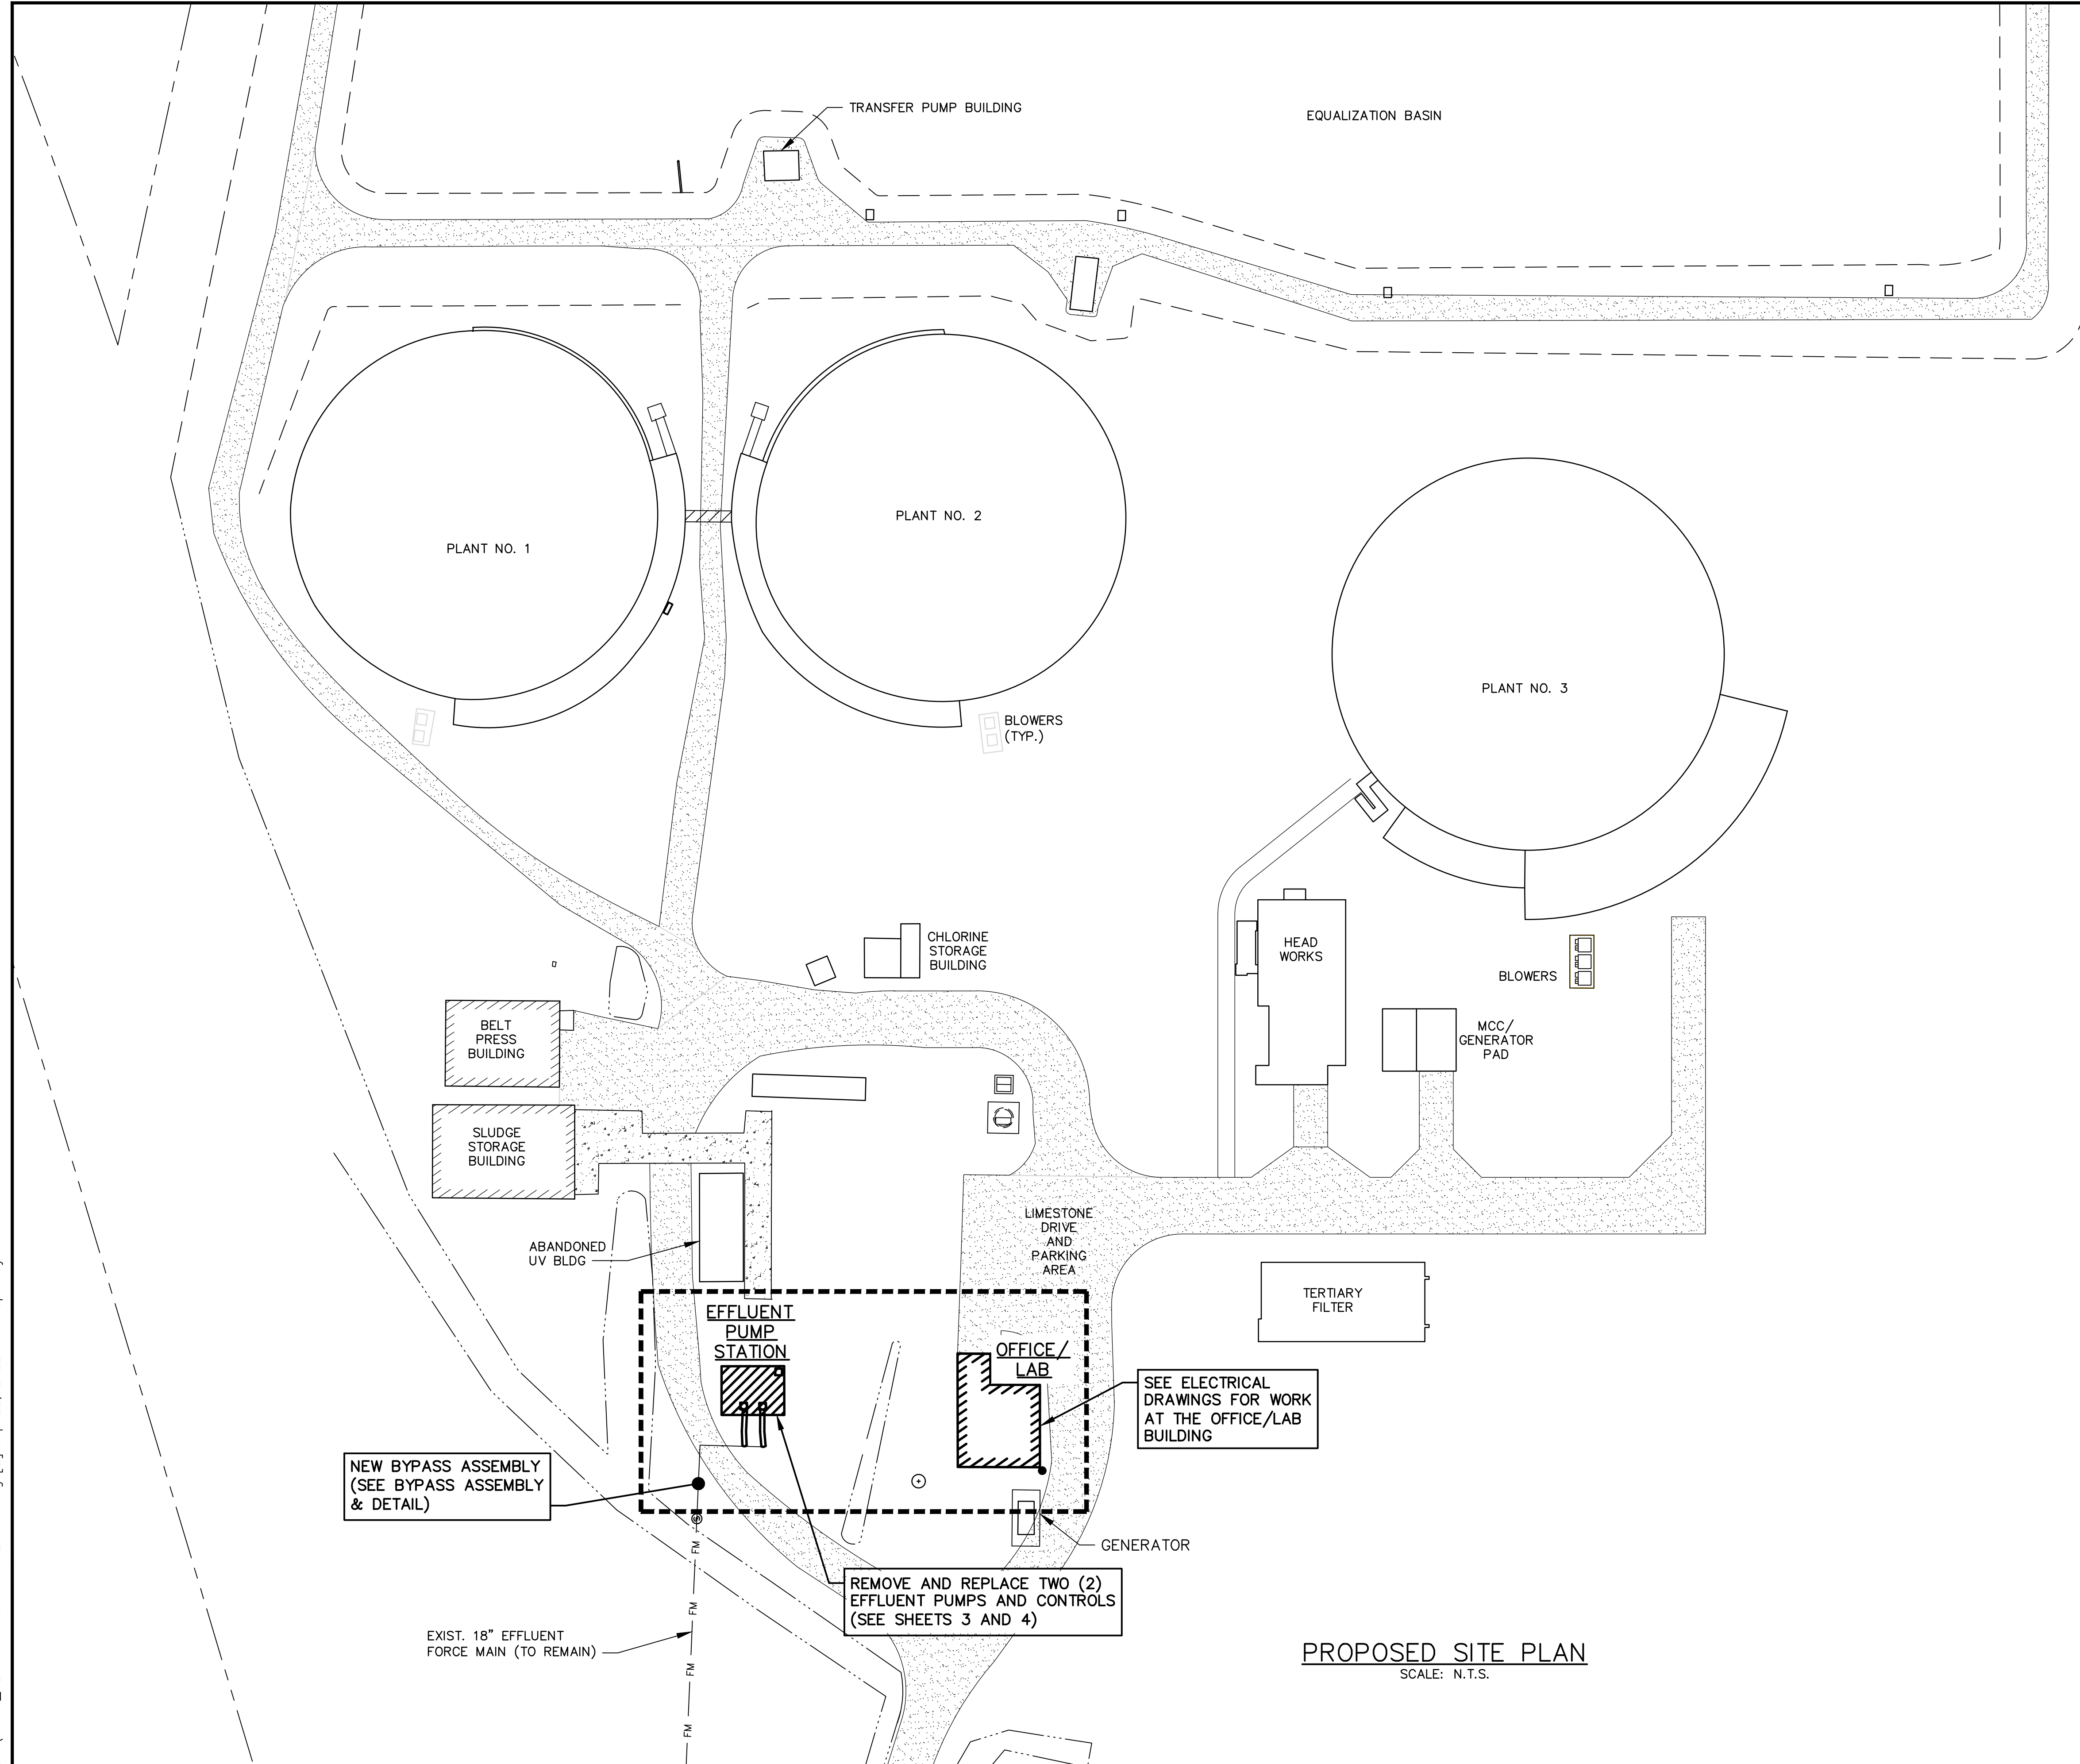 TRANSFER PUMP BUILDING
EQUALIZATION BASIN
PLANT NO. 1
PLANT NO. 2
PLANT NO. 3
BLOWERS
(TYP.)
CHLORINE
STORAGE
BUILDING
HEAD
WORKS
BLOWERS
BELT
PRESS
BUILDING
MCC/
GENERATOR
PAD
SLUDGE
STORAGE
BUILDING
LIMESTONE
DRIVE
AND
PARKING
AREA
ABANDONED
UV BLDG
TERTIARY
FILTER
EFFLUENT
PUMP
STATION
OFFICE/
LAB
SEE ELECTRICAL
DRAWINGS FOR WORK
AT THE OFFICE/LAB
BUILDING
NEW BYPASS ASSEMBLY
(SEE BYPASS ASSEMBLY
& DETAIL)
S
GENERATOR
FM
REMOVE AND REPLACE TWO (2)
EFFLUENT PUMPS AND CONTROLS
(SEE SHEETS 3 AND 4)
FM
EXIST. 18" EFFLUENT
FORCE MAIN (TO REMAIN)
FM
FM
PROPOSED SITE PLAN
SCALE: N.T.S.